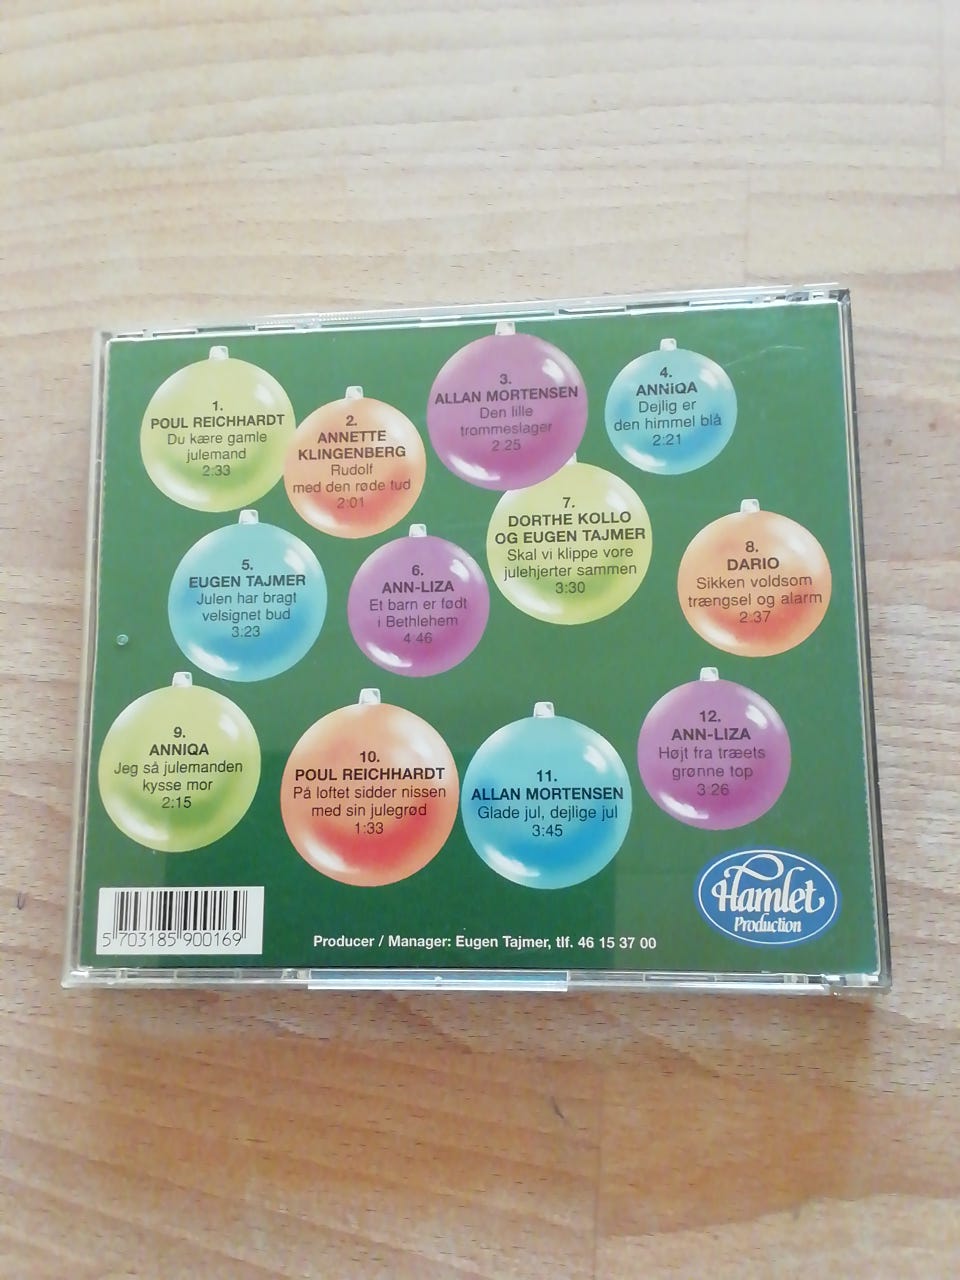 1.
POUL REICHHARDT
Du kære gamle
julemand
2:33
2.
ANNETTE
KLINGENBERG
Rudolf
med den røde tud
2:01
3.
ALLAN MORTENSEN
Den lille
trommeslager
2:25
4.
ANNiQA
Dejlig er
den himmel blå
2:21
5.
EUGEN TAJMER
Julen har bragt
velsignet bud
3:23
6.
ANN-LIZA
Et barn er født
i Bethlehem
4 46
7.
DORTHE KOLLO
OG EUGEN TAJMER
Skal vi klippe vore
julehjerter sammen
3:30
8.
DARIO
Sikken voldsom
trængsel og alarm
2:37
9.
ANNIQA
Jeg så julemanden
kysse mor
2:15
10.
POUL REICHHARDT
På loftet sidder nissen
med sin julegrød
1:33
11.
ALLAN MORTENSEN
Glade jul, dejlige jul
3:45
12.
ANN-LIZA
Højt fra træets
grønne top
3:26
5 703185 900169
Producer / Manager: Eugen Tajmer, tlf. 46 15 37 00
Hamlet
Production